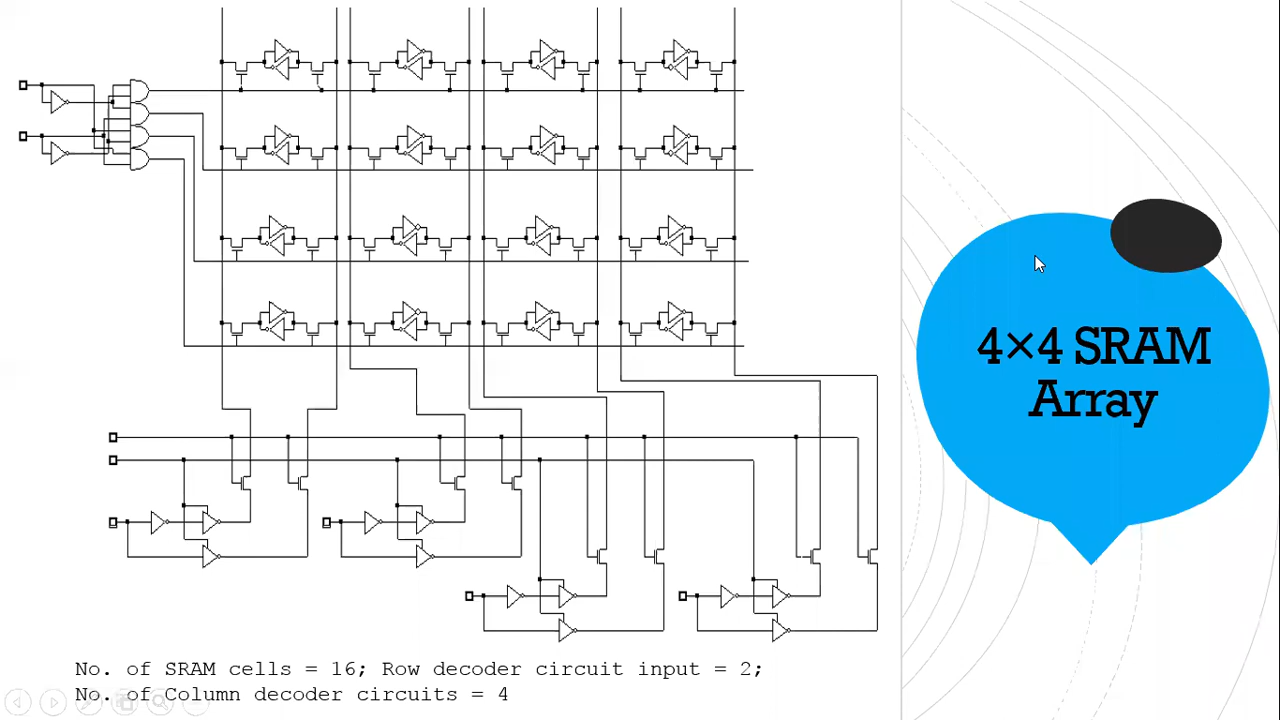 4×4 SRAM
Array
No. of SRAM cells = 16; Row decoder circuit input = 2;
No. of Column decoder circuits = 4